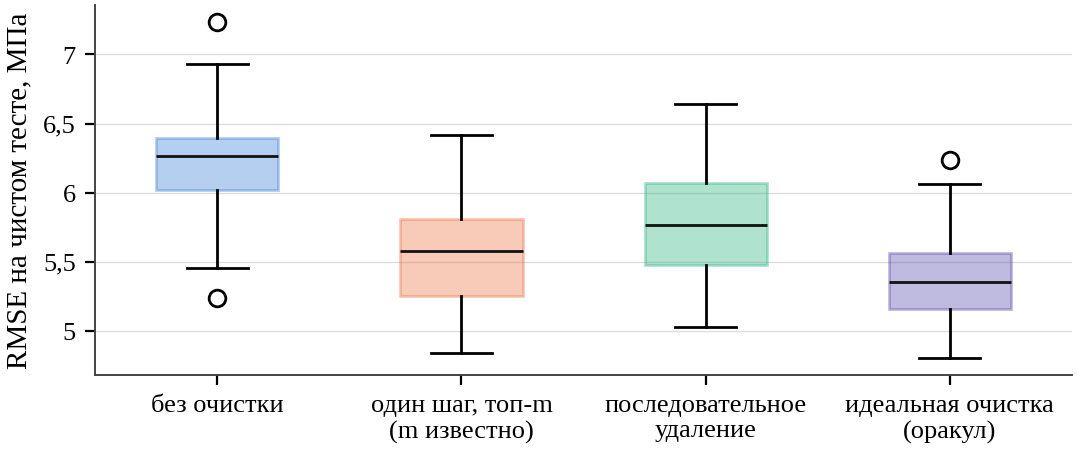 RMSE на чистом тесте, МПа
7
6,5
6
5,5
5
без очистки
один шаг, топ-m
(m известно)
последовательное
удаление
идеальная очистка
(оракул)